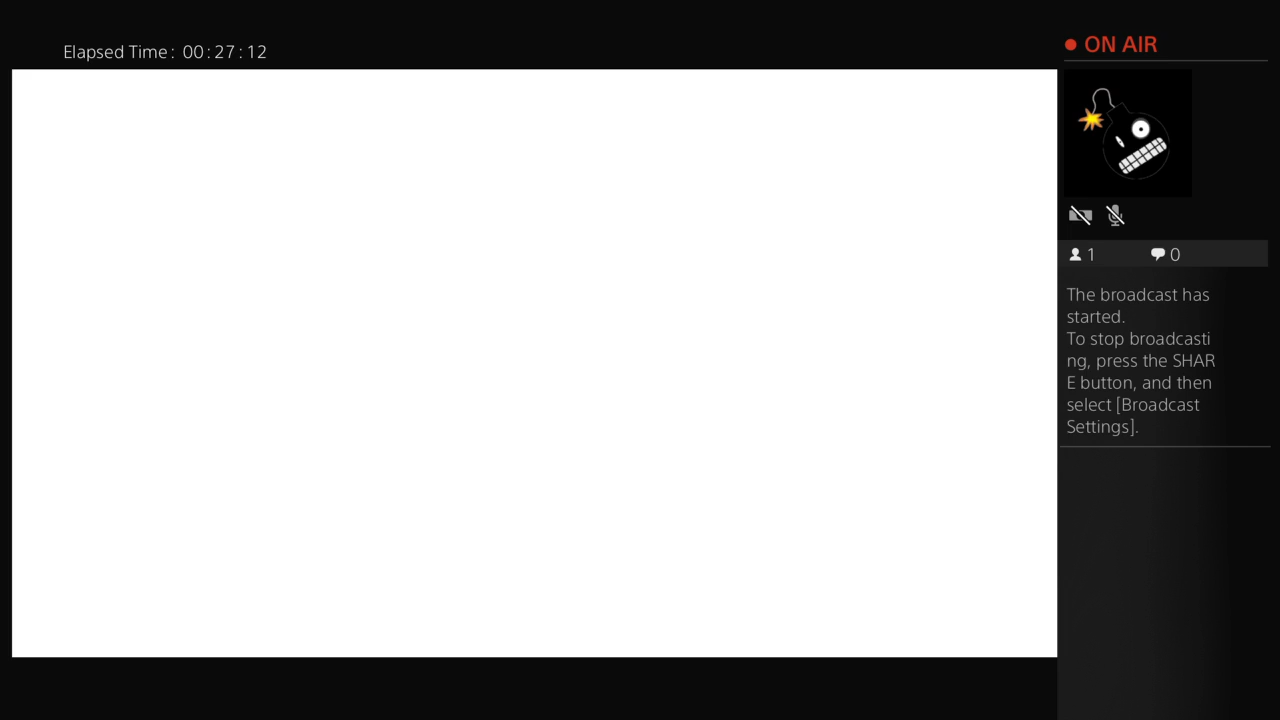 Elapsed Time: 00:27:12
ON AIR
1
0
The broadcast has
started.
To stop broadcasti
ng, press the SHAR
E button, and then
select [Broadcast
Settings].